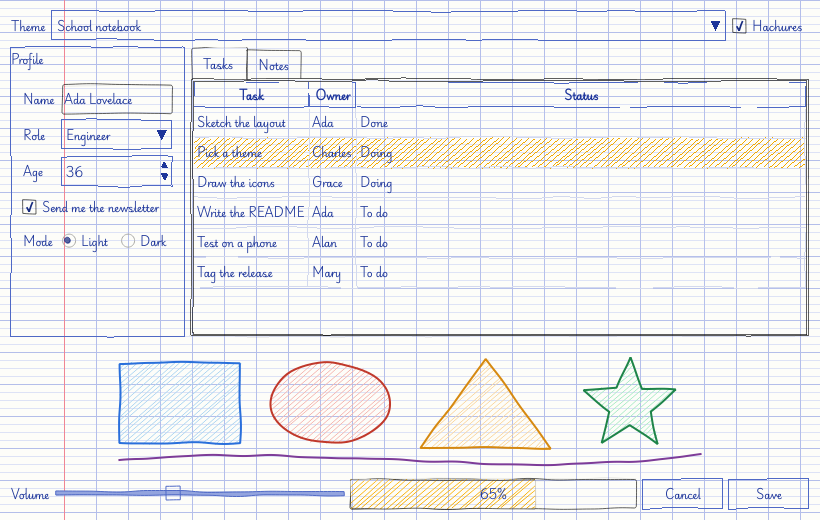 Theme School notebook Hachures
Profile
Tasks Notes
Name Ada Lovelace
Role Engineer
Age 36
Send me the newsletter
Mode Light Dark
Task Owner Status
Sketch the layout Ada Done
Pick a theme Charles Doing
Draw the icons Grace Doing
Write the README Ada To do
Test on a phone Alan To do
Tag the release Mary To do
Volume 65% Cancel Save